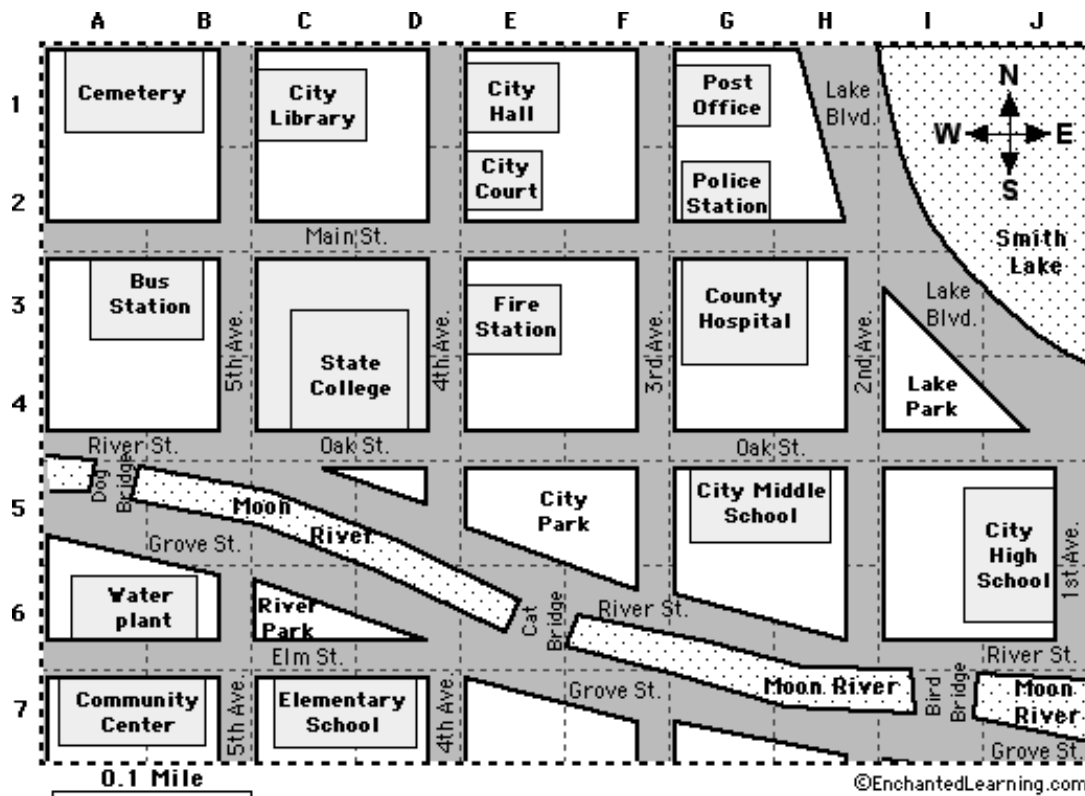 A B C D E F G H I J
1
Cemetery
City
Library
City
Hall
Post
Office
Lake
Blvd.
N
W E
S
2
City
Court
Police
Station
Main St.
Smith
Lake
3
Bus
Station
Fire
Station
County
Hospital
Lake
Blvd.
5th Ave.
State
College
4th Ave.
3rd Ave.
2nd Ave.
4
Lake
Park
River St.
Oak St.
Oak St.
Dog
Bridge
5
Moon
River
City
Park
City Middle
School
City
High
School
1st Ave.
Grove St.
6
Water
plant
River
Park
Cat
Bridge
River St.
Elm St.
River St.
7
Community
Center
5th Ave.
Elementary
School
4th Ave.
Grove St.
Moon River
Bird
Bridge
Moon
River
Grove St.
0.1 Mile
©EnchantedLearning.com